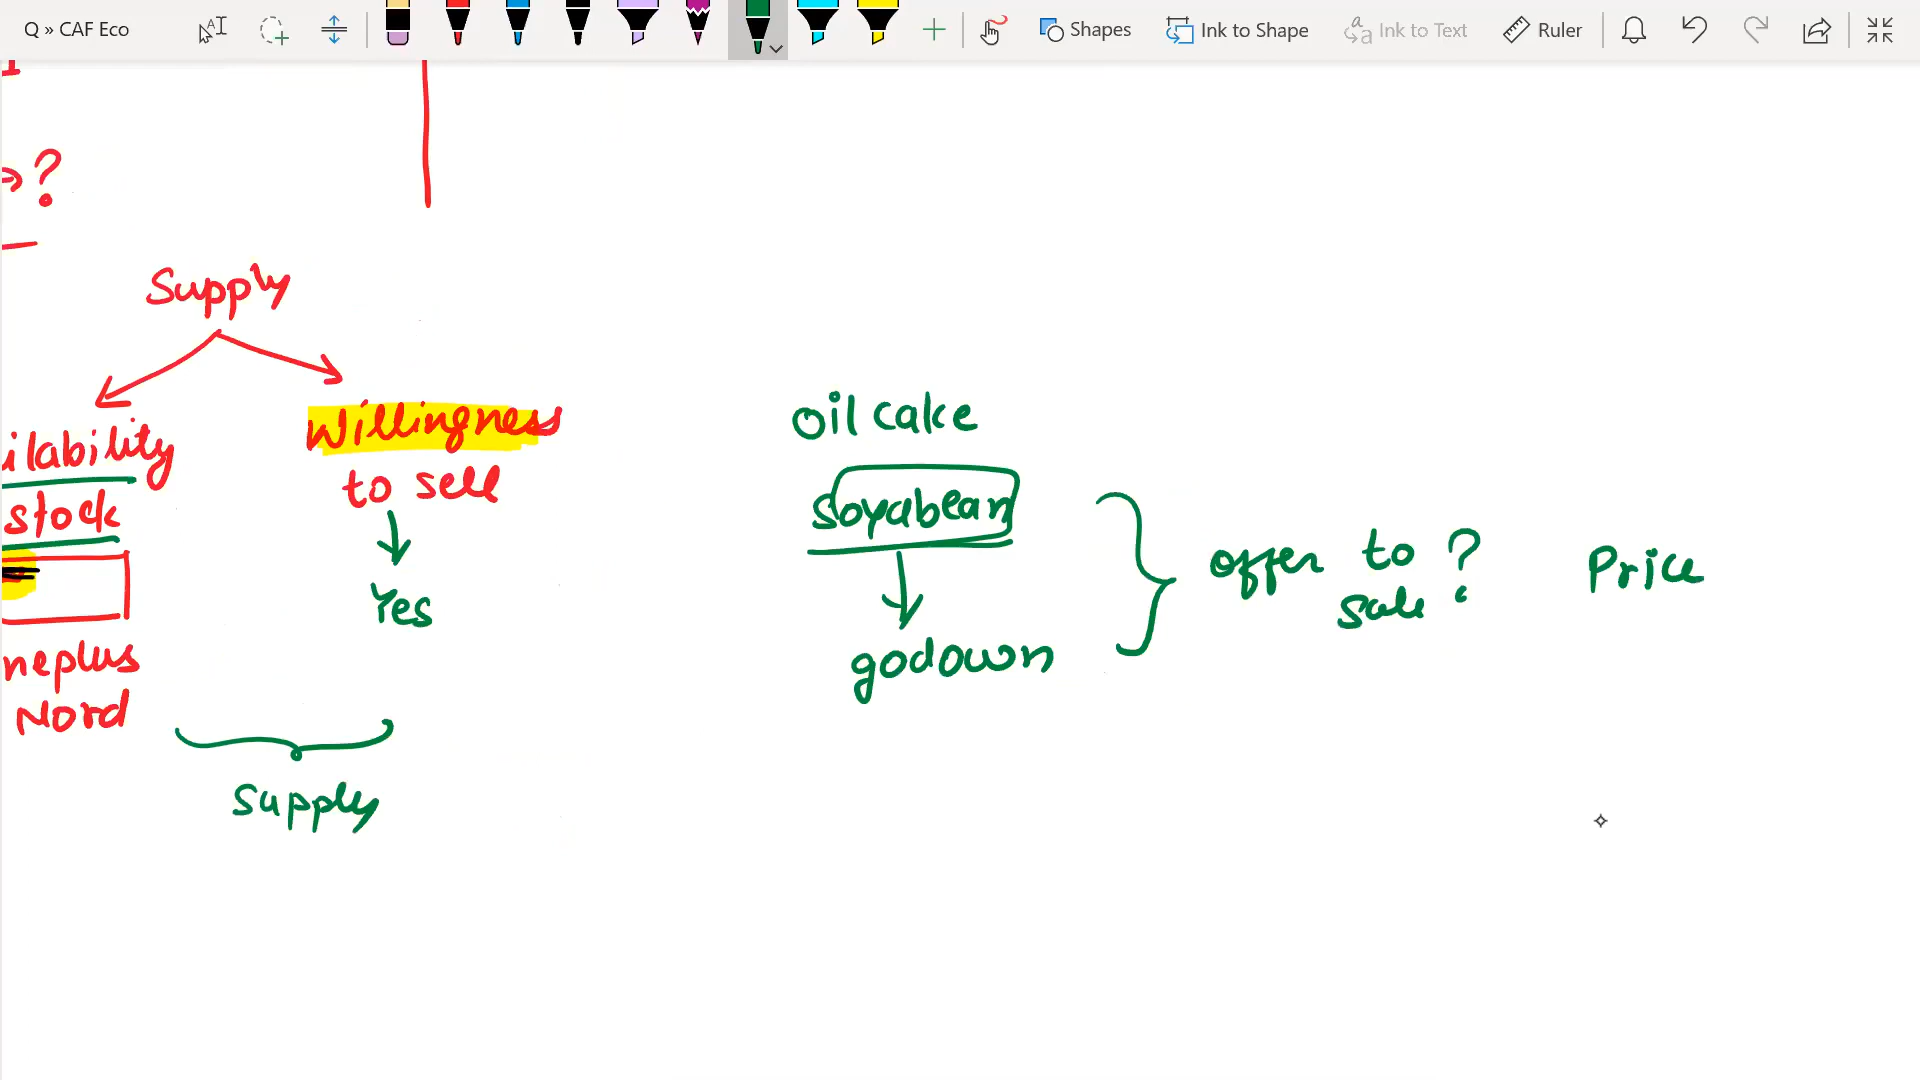 Q » CAF Eco
Shapes
Ink to Shape
Ink to Text
Ruler
?
Supply
ilability
stock
neplus
Nord
Willingness
to sell
Yes
Supply
oil cake
soyabean
godown
offer to ?
sale
Price